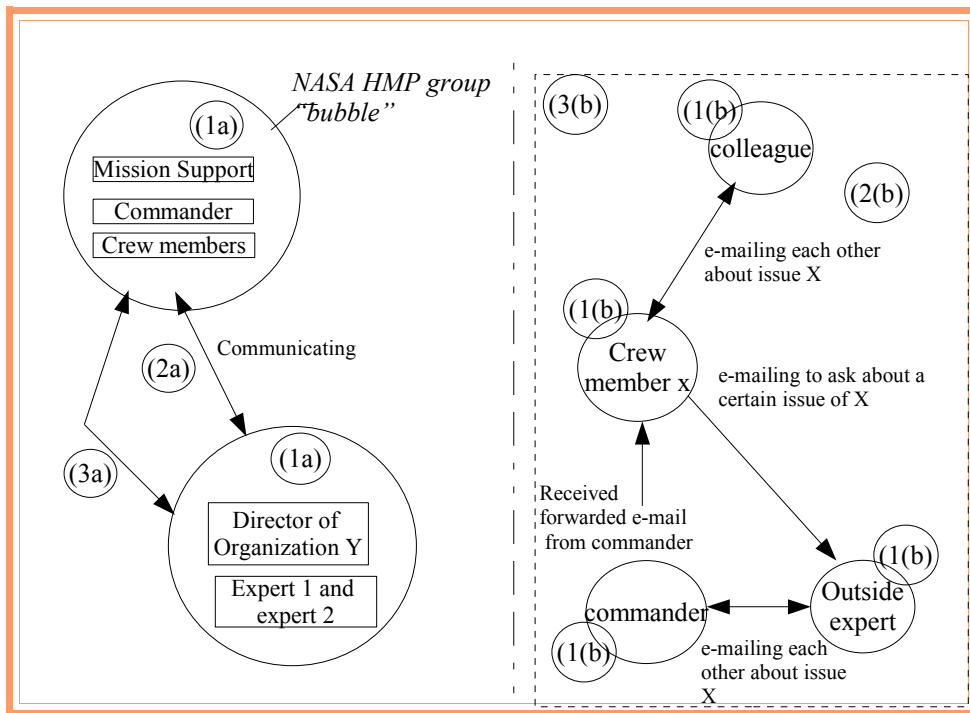 NASA HMP group
“bubble”
(1a)
Mission Support
Commander
Crew members
Communicating
(2a)
(3a)
(1a)
Director of
Organization Y
Expert 1 and
expert 2
(3(b)
(1(b)
colleague
(2(b)
e-mailing each other
about issue X
(1(b)
Crew
member x
e-mailing to ask about a
certain issue of X
Received
forwarded e-mail
from commander
(1(b)
Outside
expert
commander
(1(b)
e-mailing each
other about issue
X